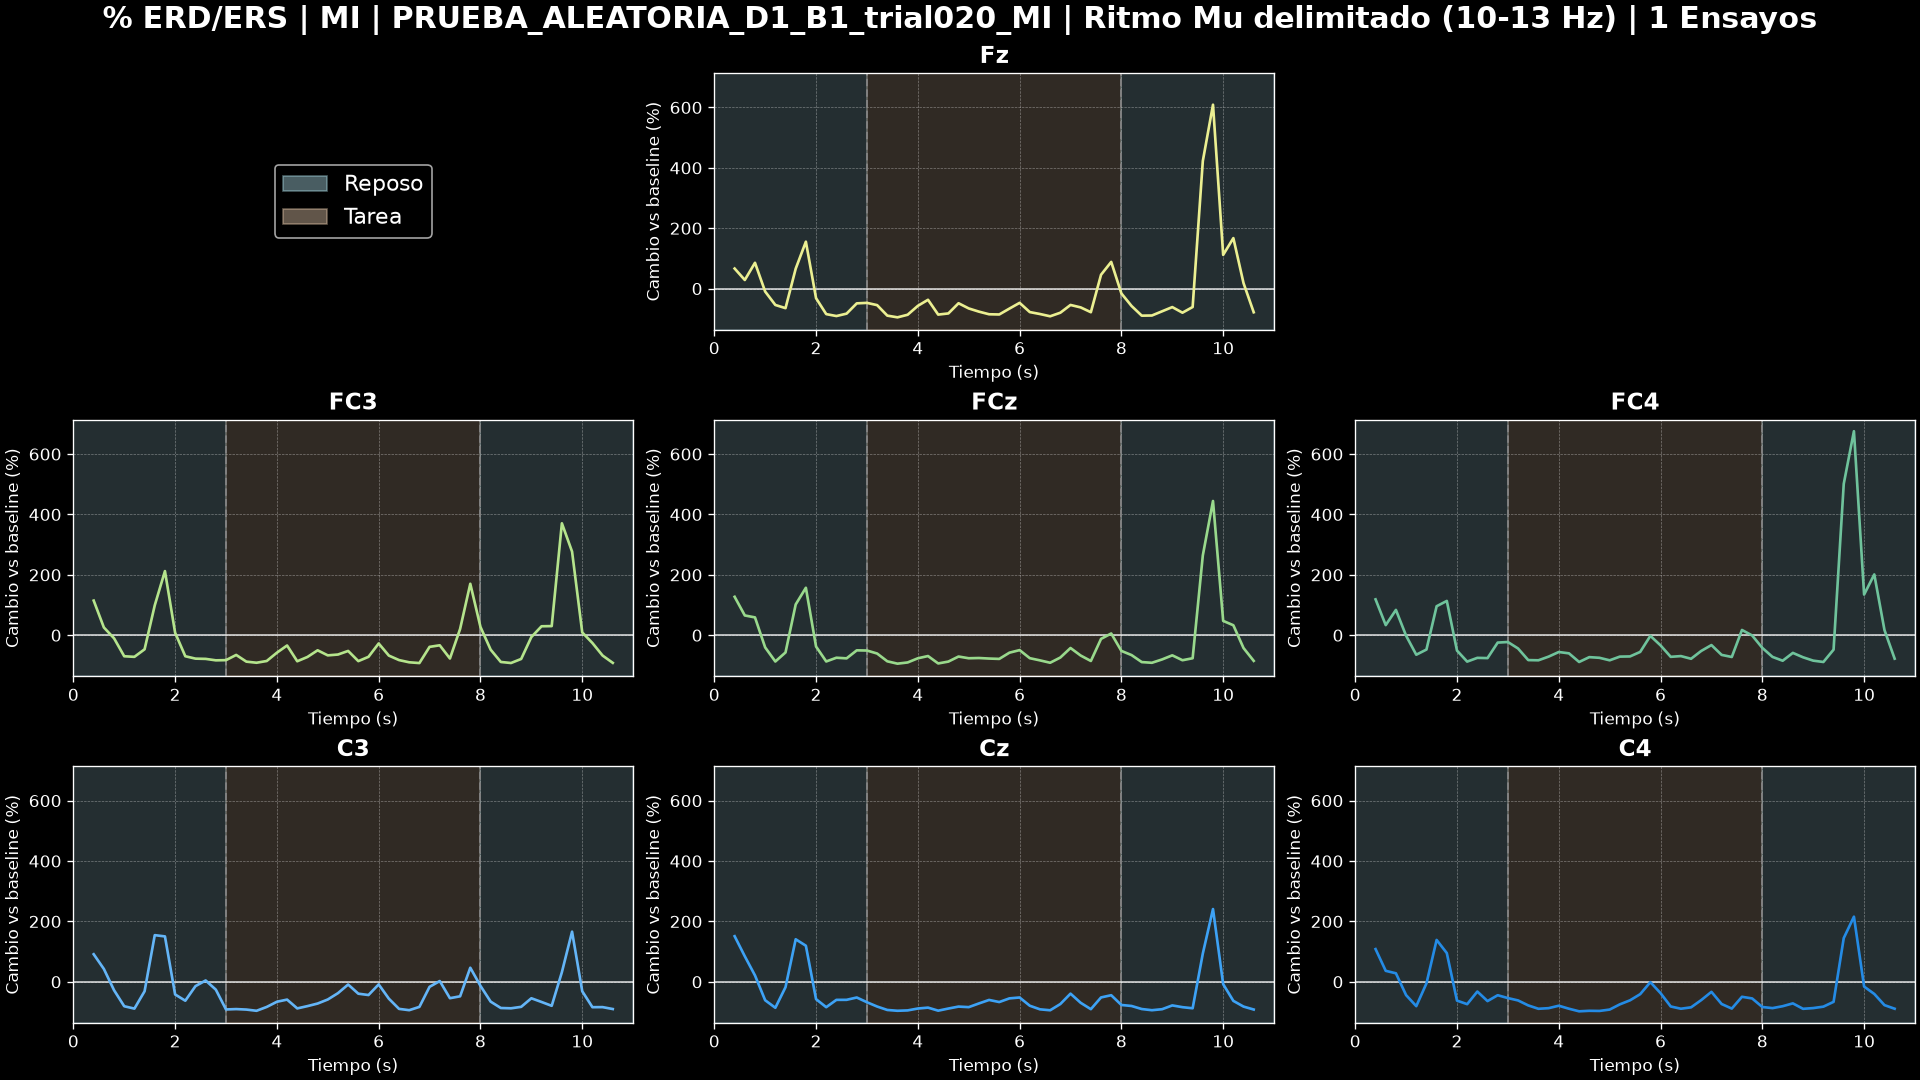 % ERD/ERS | MI | PRUEBA_ALEATORIA_D1_B1_trial020_MI | Ritmo Mu delimitado (10-13 Hz) | 1 Ensayos
Reposo
Tarea
Fz
Cambio vs baseline (%)
600
400
200
0
0 2 4 6 8 10
Tiempo (s)
FC3
Cambio vs baseline (%)
600
400
200
0
0 2 4 6 8 10
Tiempo (s)
FCz
Cambio vs baseline (%)
600
400
200
0
0 2 4 6 8 10
Tiempo (s)
FC4
Cambio vs baseline (%)
600
400
200
0
0 2 4 6 8 10
Tiempo (s)
C3
Cambio vs baseline (%)
600
400
200
0
0 2 4 6 8 10
Tiempo (s)
Cz
Cambio vs baseline (%)
600
400
200
0
0 2 4 6 8 10
Tiempo (s)
C4
Cambio vs baseline (%)
600
400
200
0
0 2 4 6 8 10
Tiempo (s)